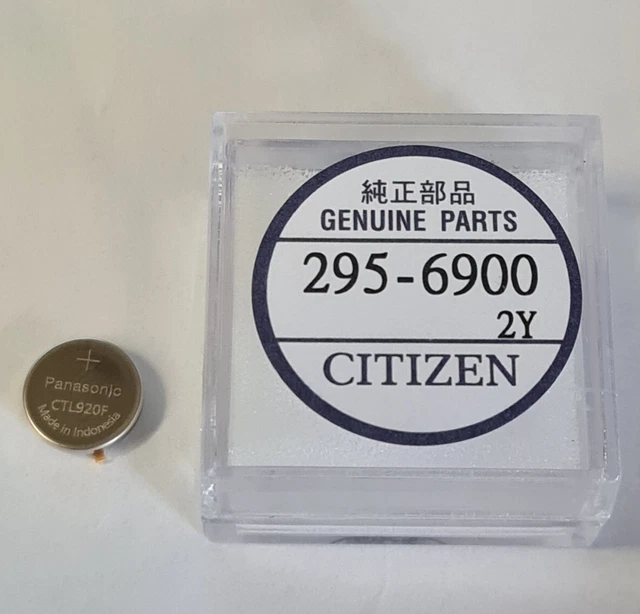 純正部品
GENUINE PARTS
295-6900
2Y
CITIZEN
+
Panasonic
CTL920F
Made in Indonesia